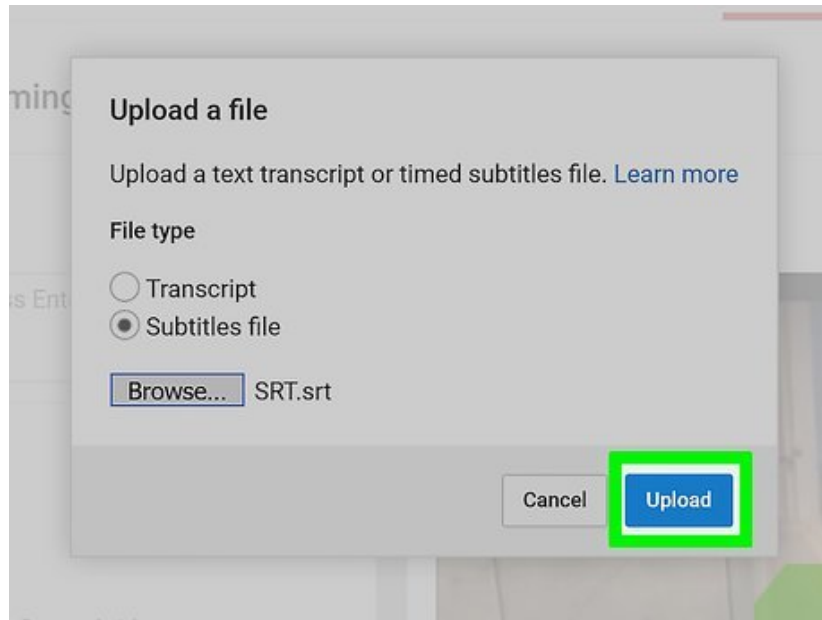 Upload a file
Upload a text transcript or timed subtitles file. Learn more
File type
Transcript
Subtitles file
Browse... SRT.srt
Cancel Upload